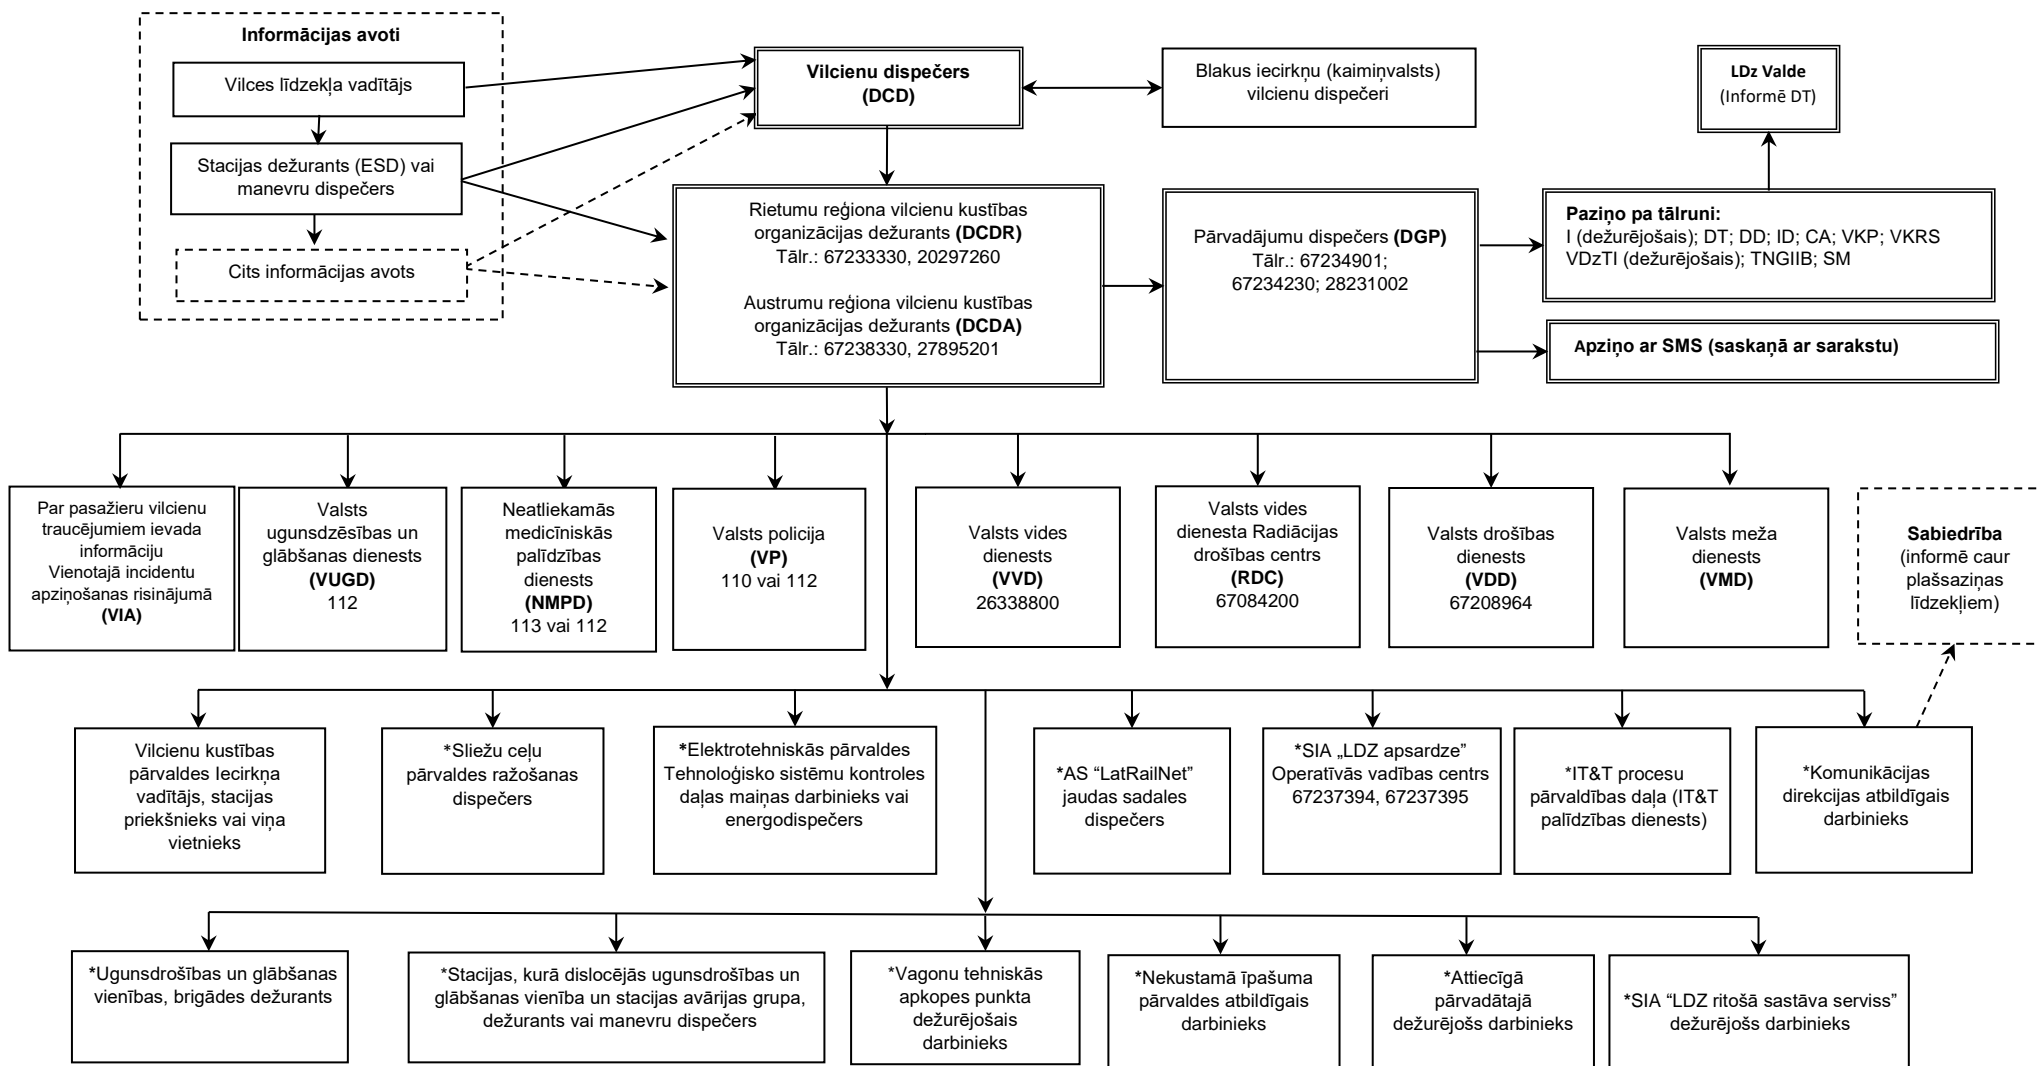 Informācijas avoti
Vilces līdzekļa vadītājs
Stacijas dežurants (ESD) vai
manevru dispečers
Cits informācijas avots
Vilcienu dispečers
(DCD)
Blakus iecirkņu (kaimiņvalsts)
vilcienu dispečeri
LDz Valde
(Informē DT)
Rietumu reģiona vilcienu kustības
organizācijas dežurants (DCDR)
Tālr.: 67233330, 20297260
Austrumu reģiona vilcienu kustības
organizācijas dežurants (DCDA)
Tālr.: 67238330, 27895201
Pārvadājumu dispečers (DGP)
Tālr.: 67234901;
67234230; 28231002
Paziņo pa tālruni:
I (dežurējošais); DT; DD; ID; CA; VKP; VKRS
VDzTI (dežurējošais); TNGIIB; SM
Apziņo ar SMS (saskaņā ar sarakstu)
Par pasažieru vilcienu
traucējumiem ievada
informāciju
Vienotajā incidentu
apziņošanas risinājumā
(VIA)
Valsts
ugunsdzēsības un
glābšanas dienests
(VUGD)
112
Neatliekamās
medicīniskās
palīdzības
dienests
(NMPD)
113 vai 112
Valsts policija
(VP)
110 vai 112
Valsts vides
dienests
(VVD)
26338800
Valsts vides
dienesta Radiācijas
drošības centrs
(RDC)
67084200
Valsts drošības
dienests
(VDD)
67208964
Valsts meža
dienests
(VMD)
Sabiedrība
(informē caur
plašsaziņas
līdzekļiem)
Vilcienu kustības
pārvaldes Iecirkņa
vadītājs, stacijas
priekšnieks vai viņa
vietnieks
*Sliežu ceļu
pārvaldes ražošanas
dispečers
*Elektrotehniskās pārvaldes
Tehnoloģisko sistēmu kontroles
daļas maiņas darbinieks vai
energodispečers
*AS “LatRailNet”
jaudas sadales
dispečers
*SIA „LDZ apsardze”
Operatīvās vadības centrs
67237394, 67237395
*IT&T procesu
pārvaldības daļa (IT&T
palīdzības dienests)
*Komunikācijas
direkcijas atbildīgais
darbinieks
*Ugunsdrošības un glābšanas
vienības, brigādes dežurants
*Stacijas, kurā dislocējās ugunsdrošības un
glābšanas vienība un stacijas avārijas grupa,
dežurants vai manevru dispečers
*Vagonu tehniskās
apkopes punkta
dežurējošais
darbinieks
*Nekustamā īpašuma
pārvaldes atbildīgais
darbinieks
*Attiecīgā
pārvadātajā
dežurējošs darbinieks
*SIA “LDZ ritošā sastāva serviss”
dežurējošs darbinieks